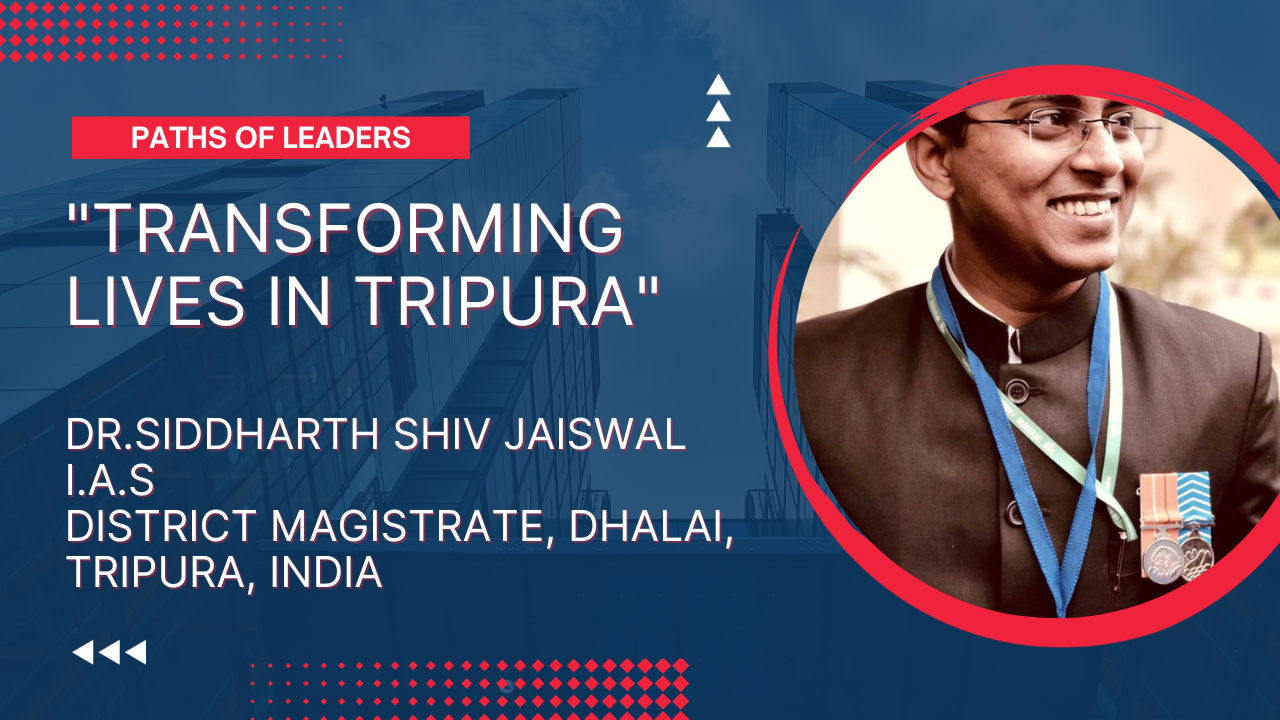 PATHS OF LEADERS
"TRANSFORMING
LIVES IN TRIPURA"
DR.SIDDHARTH SHIV JAISWAL
I.A.S
DISTRICT MAGISTRATE, DHALAI,
TRIPURA, INDIA